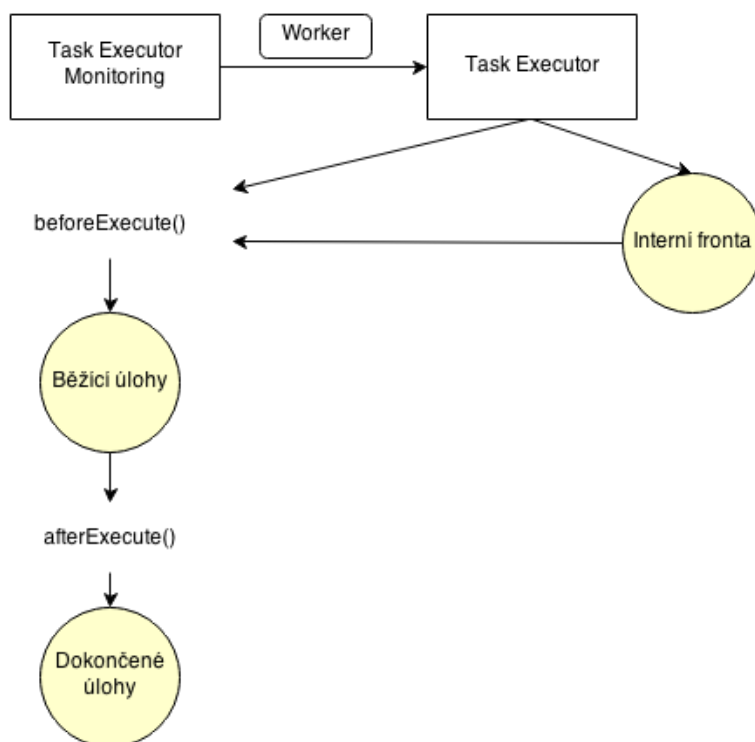 Worker
Task Executor
Monitoring
Task Executor
beforeExecute()
Interní fronta
Běžící úlohy
afterExecute()
Dokončené
úlohy